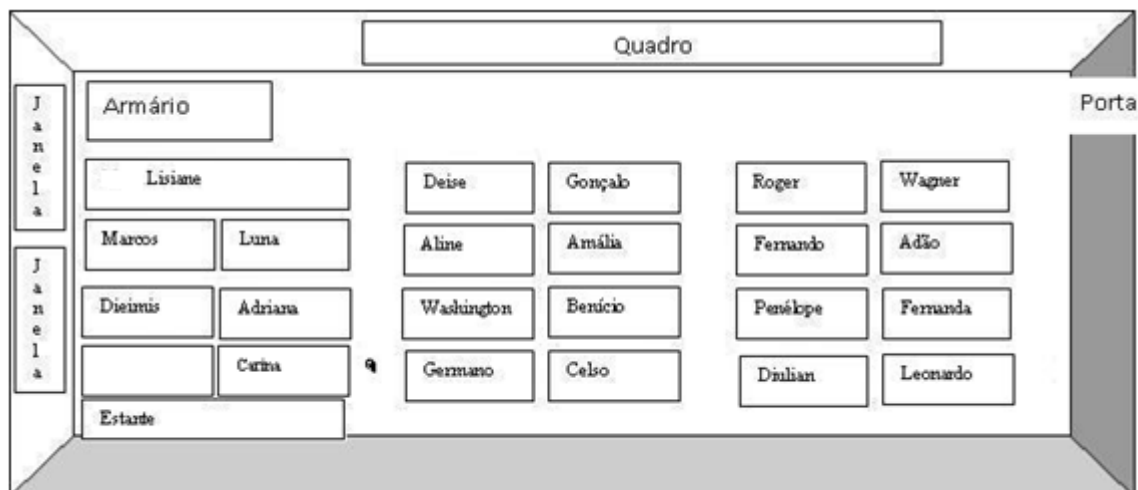 Quadro
Porta
Janela
Janela
Armário
Lisiane
Deise Gonçalo Roger Wagner
Marcos Luna Aline Amália Fernando Adão
Dieimis Adriana Washington Benício Penélope Fernanda
Carina Germano Celso Diulian Leonardo
Estante